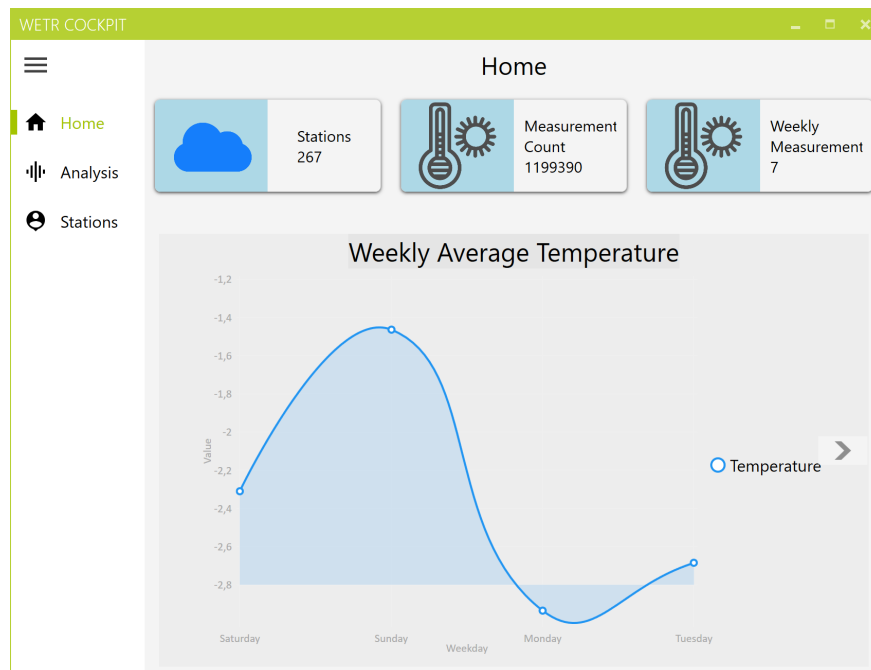 WETR COCKPIT
Home
Home
Analysis
Stations
Stations
267
Measurement
Count
1199390
Weekly
Measurement
7
Weekly Average Temperature
-1,2
-1,4
-1,6
-1,8
-2
-2,2
-2,4
-2,6
-2,8
Value
Saturday
Sunday
Monday
Tuesday
Weekday
Temperature